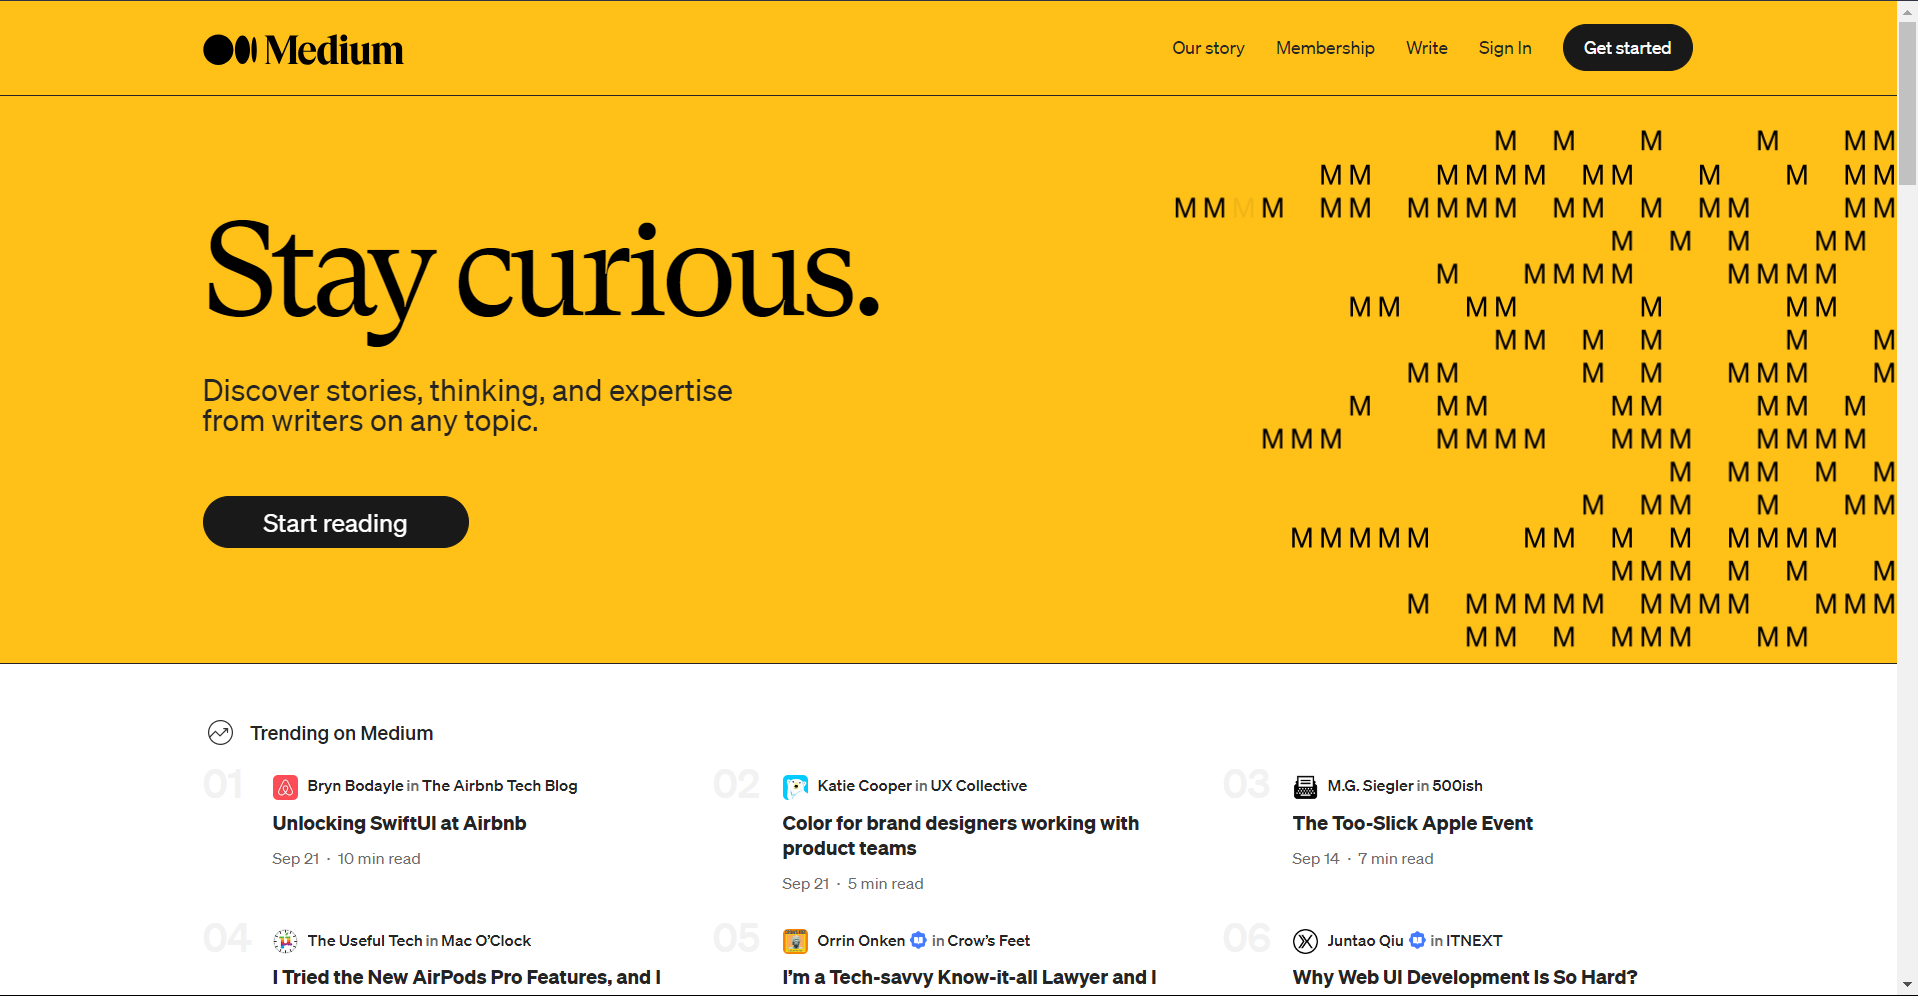 Medium
Our story Membership Write Sign In Get started
M M M M M M
M M M M M M M M M M M M
M M M M M M M M M M M M M M M M M
M M M M M
M M M M M M M M M
M M M M M M M
M M M M M M
M M M M M M M M
M M M M M M M M
M M M M M M M M M M M M M M
M M M M M
M M M M M M
M M M M M M M M M M M M M
M M M M M M
M M M M M M M M M M M M M
M M M M M M M M
Stay curious.
Discover stories, thinking, and expertise
from writers on any topic.
Start reading
Trending on Medium
01
Bryn Bodayle in The Airbnb Tech Blog
Unlocking SwiftUI at Airbnb
Sep 21 · 10 min read
02
Katie Cooper in UX Collective
Color for brand designers working with
product teams
Sep 21 · 5 min read
03
M.G. Siegler in 500ish
The Too-Slick Apple Event
Sep 14 · 7 min read
04
The Useful Tech in Mac O’Clock
I Tried the New AirPods Pro Features, and I
05
Orrin Onken in Crow’s Feet
I’m a Tech-savvy Know-it-all Lawyer and I
06
Juntao Qiu in ITNEXT
Why Web UI Development Is So Hard?